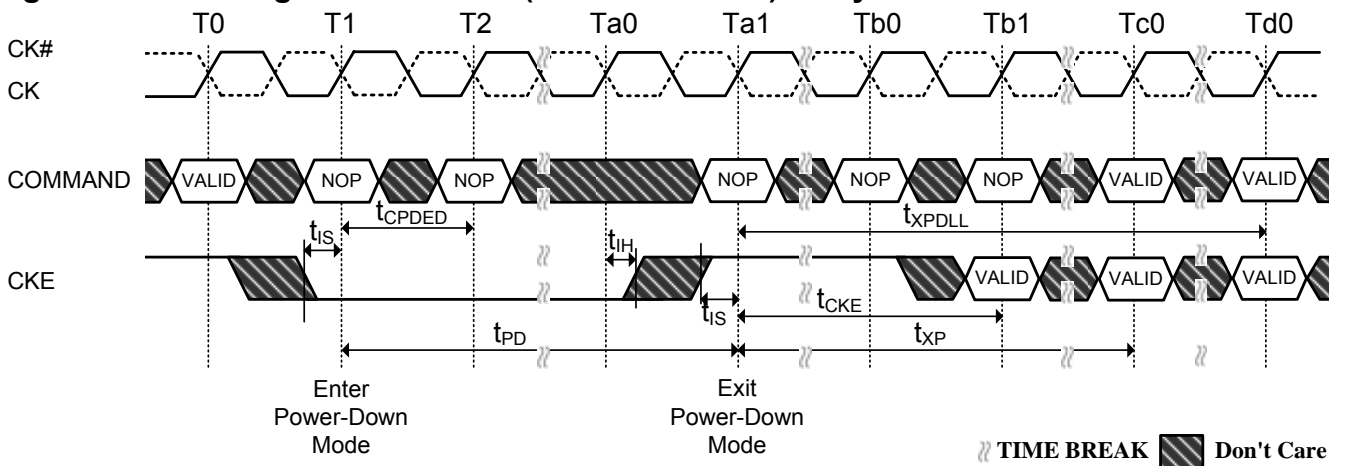 T0 T1 T2 Ta0 Ta1 Tb0 Tb1 Tc0 Td0
CK#
CK
COMMAND VALID NOP NOP NOP NOP NOP VALID VALID
tCPDED
tXPDLL
tIS
tIH
CKE VALID VALID VALID
tIS
tCKE
tPD
tXP
Enter
Power-Down
Mode
Exit
Power-Down
Mode
TIME BREAK Don't Care